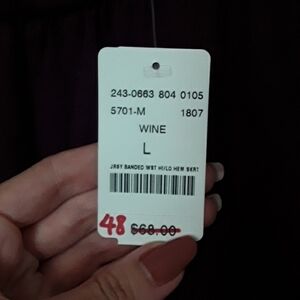 243-0663 804 0105
5701-M 1807
WINE
L
JRSY BANDED WST HI/LO HEM SKRT
48 $68.00